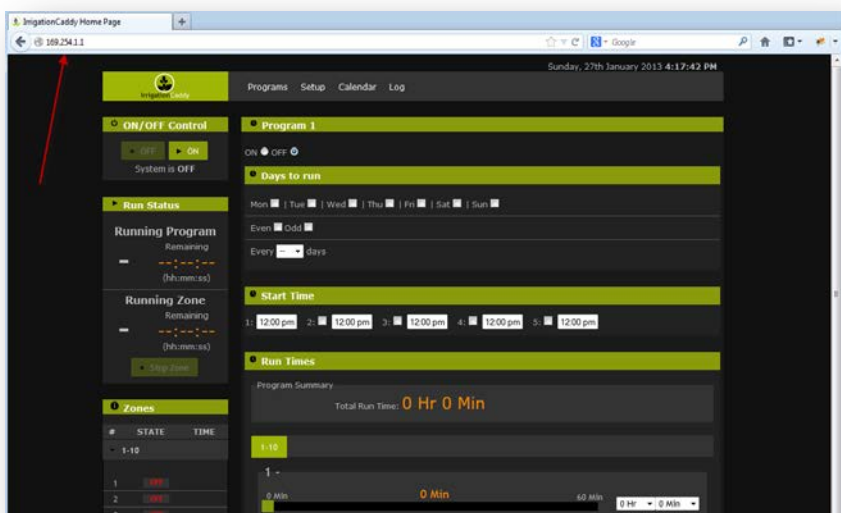 IrrigationCaddy Home Page
169.254.1.1
Google
Sunday, 27th January 2013 4:17:42 PM
Irrigation Caddy
Programs Setup Calendar Log
ON/OFF Control
OFF ON
System is OFF
Run Status
Running Program
Remaining
- --:--:--
(hh:mm:ss)
Running Zone
Remaining
- --:--:--
(hh:mm:ss)
Stop Zone
Zones
# STATE TIME
- 1-10
1 OFF
2 OFF
Program 1
ON OFF
Days to run
Mon | Tue | Wed | Thu | Fri | Sat | Sun
Even Odd
Every -- days
Start Time
1: 12:00 pm 2: 12:00 pm 3: 12:00 pm 4: 12:00 pm 5: 12:00 pm
Run Times
Program Summary
Total Run Time: 0 Hr 0 Min
1-10
1 -
0 Min 0 Min 60 Min 0 Hr 0 Min